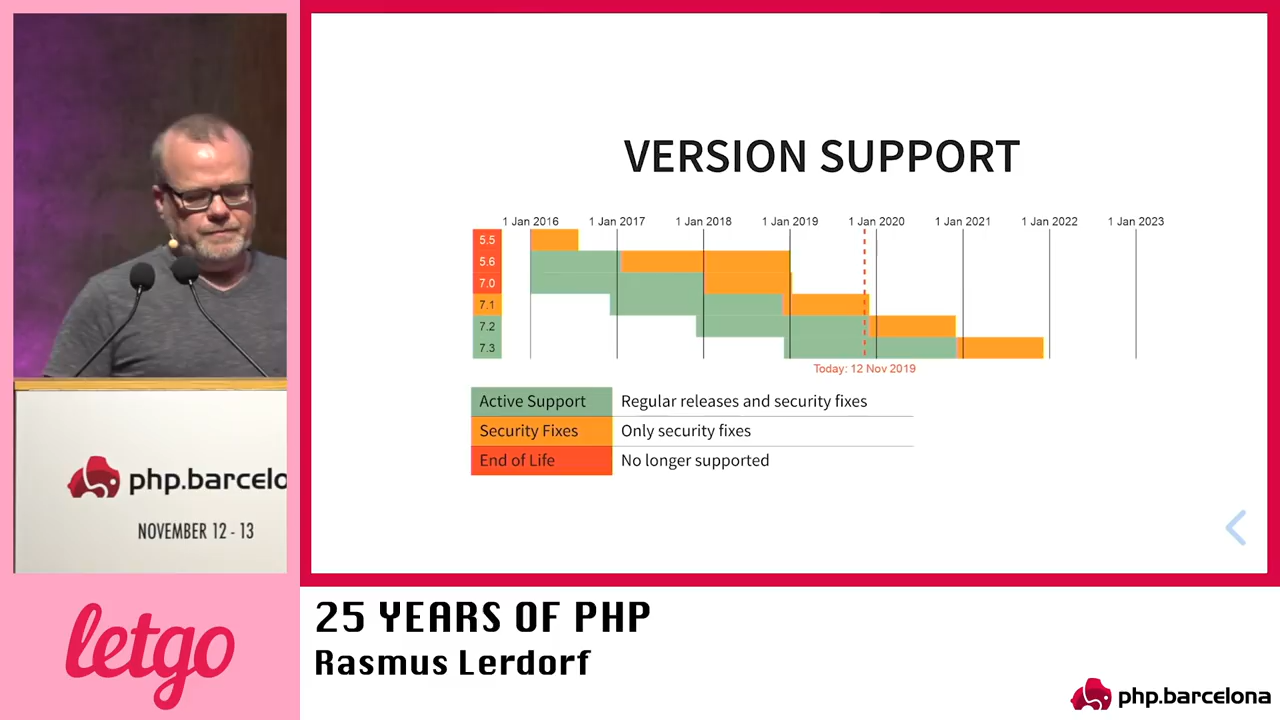 VERSION SUPPORT
1 Jan 2016 1 Jan 2017 1 Jan 2018 1 Jan 2019 1 Jan 2020 1 Jan 2021 1 Jan 2022 1 Jan 2023
5.5
5.6
7.0
7.1
7.2
7.3
Today: 12 Nov 2019
Active Support Regular releases and security fixes
Security Fixes Only security fixes
End of Life No longer supported
php.barcelo
NOVEMBER 12 - 13
letgo
25 YEARS OF PHP
Rasmus Lerdorf
php.barcelona